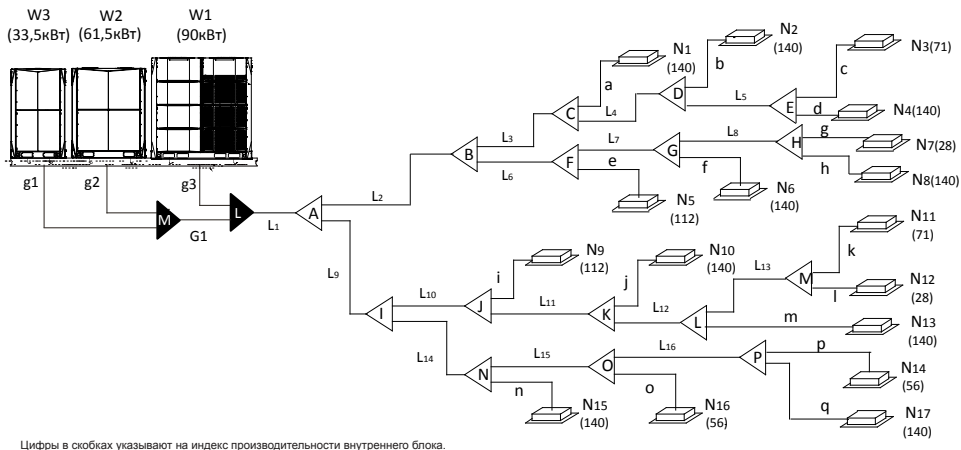 W3
(33,5кВт)
W2
(61,5кВт)
W1
(90кВт)
g1
g2
g3
M
G1
L
L1
A
L2
B
L3
C
a
N1
(140)
L4
D
b
N2
(140)
L5
E
c
N3(71)
d
N4(140)
L6
F
e
N5
(112)
L7
G
f
N6
(140)
L8
H
g
N7(28)
h
N8(140)
L9
I
L10
J
i
N9
(112)
L11
K
j
N10
(140)
L12
L
L13
M
k
N11
(71)
l
N12
(28)
m
N13
(140)
L14
N
n
N15
(140)
L15
O
o
N16
(56)
L16
P
p
N14
(56)
q
N17
(140)
Цифры в скобках указывают на индекс производительности внутреннего блока.